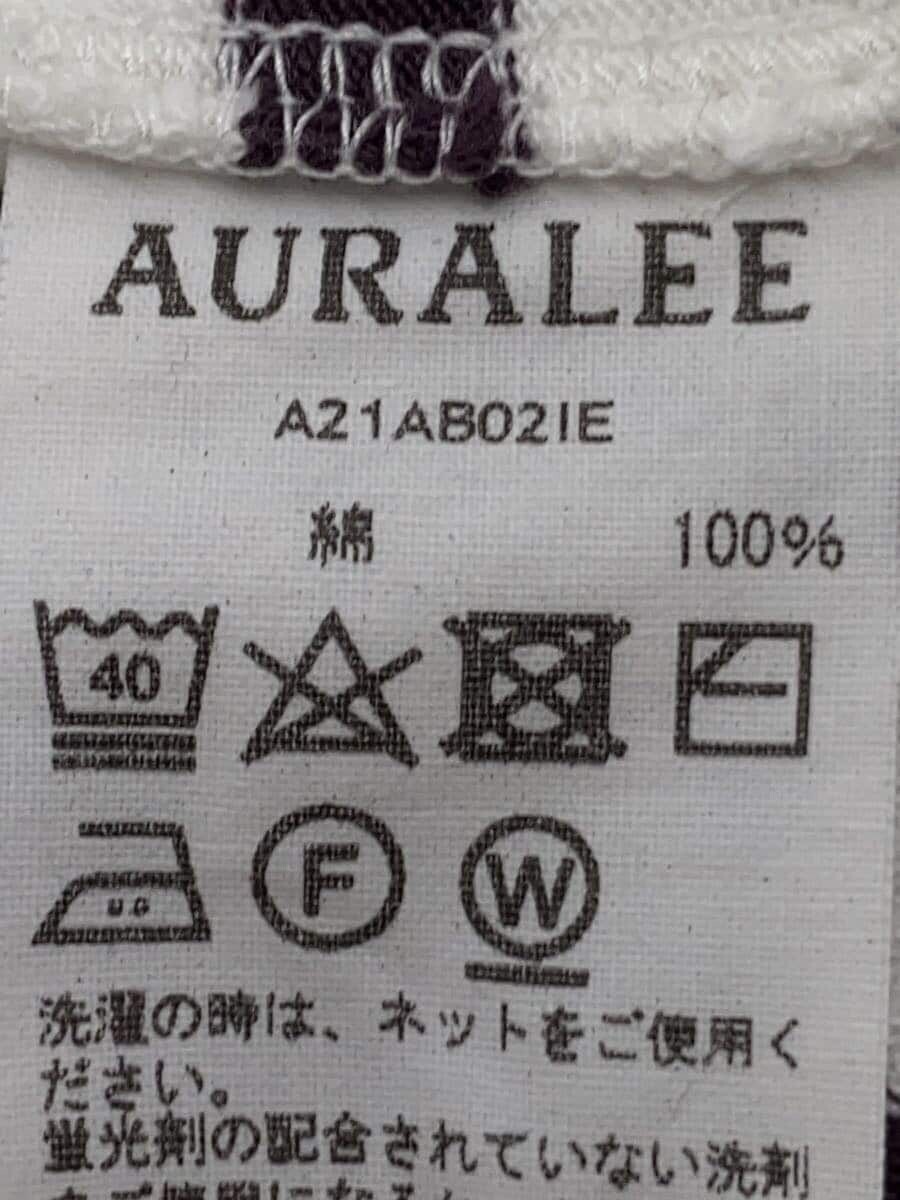 AURALEE
A21AB02IE
綿 100%
40
U.G
F
W
洗濯の時は、ネットをご使用く
ださい。
蛍光剤の配合されていない洗剤